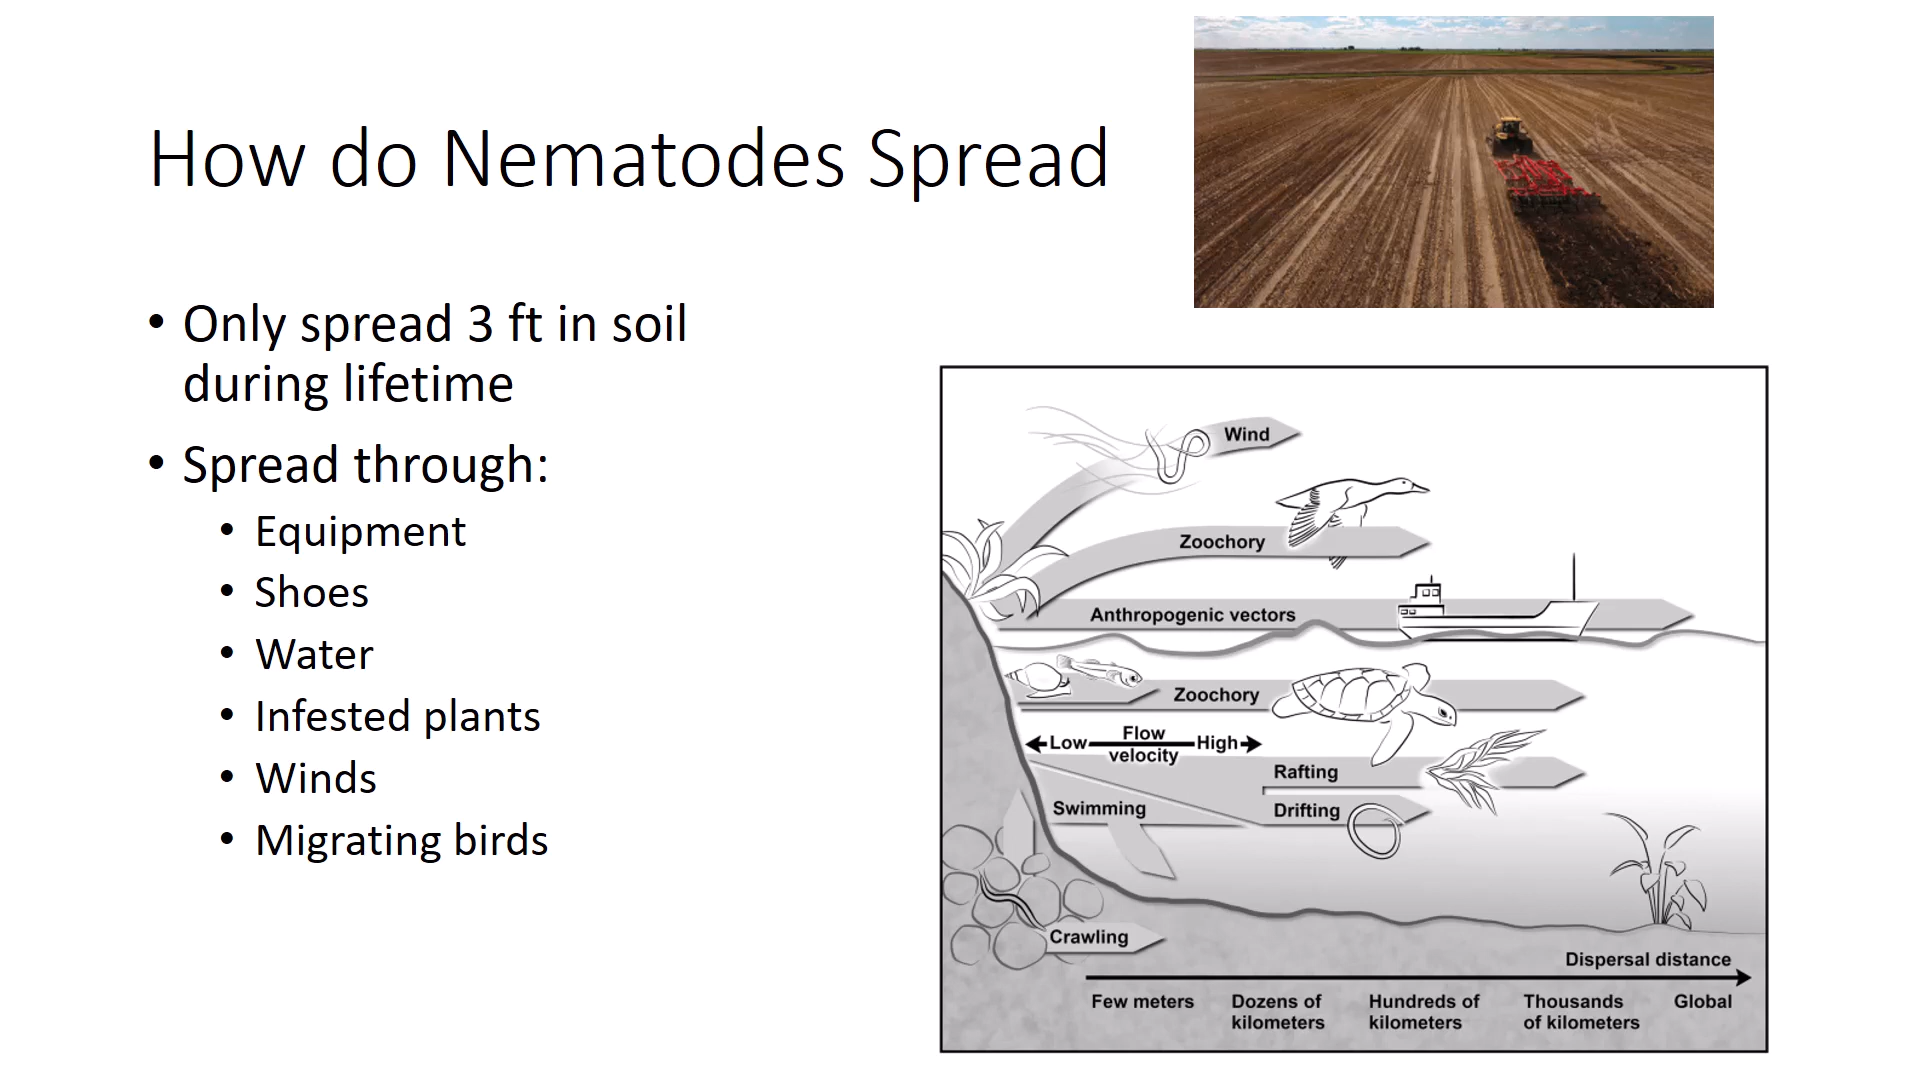 How do Nematodes Spread
• Only spread 3 ft in soil
during lifetime
• Spread through:
• Equipment
• Shoes
• Water
• Infested plants
• Winds
• Migrating birds
Wind
Zoochory
Anthropogenic vectors
Zoochory
Low Flow velocity High
Rafting
Swimming
Drifting
Crawling
Dispersal distance
Few meters
Dozens of
kilometers
Hundreds of
kilometers
Thousands
of kilometers
Global